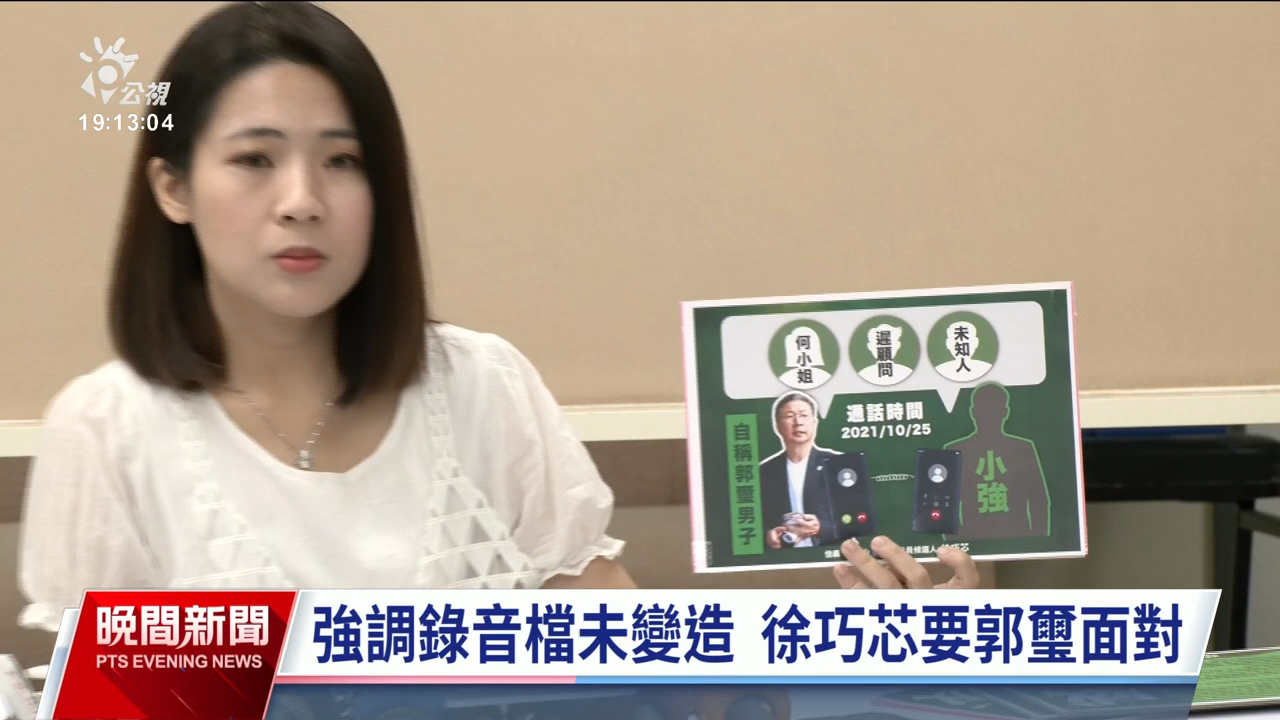 公視
19:13:04
何小姐
遲顧問
未知人
通話時間
2021/10/25
自稱郭璽男子
小強
晚間新聞
PTS EVENING NEWS
強調錄音檔未變造 徐巧芯要郭璽面對